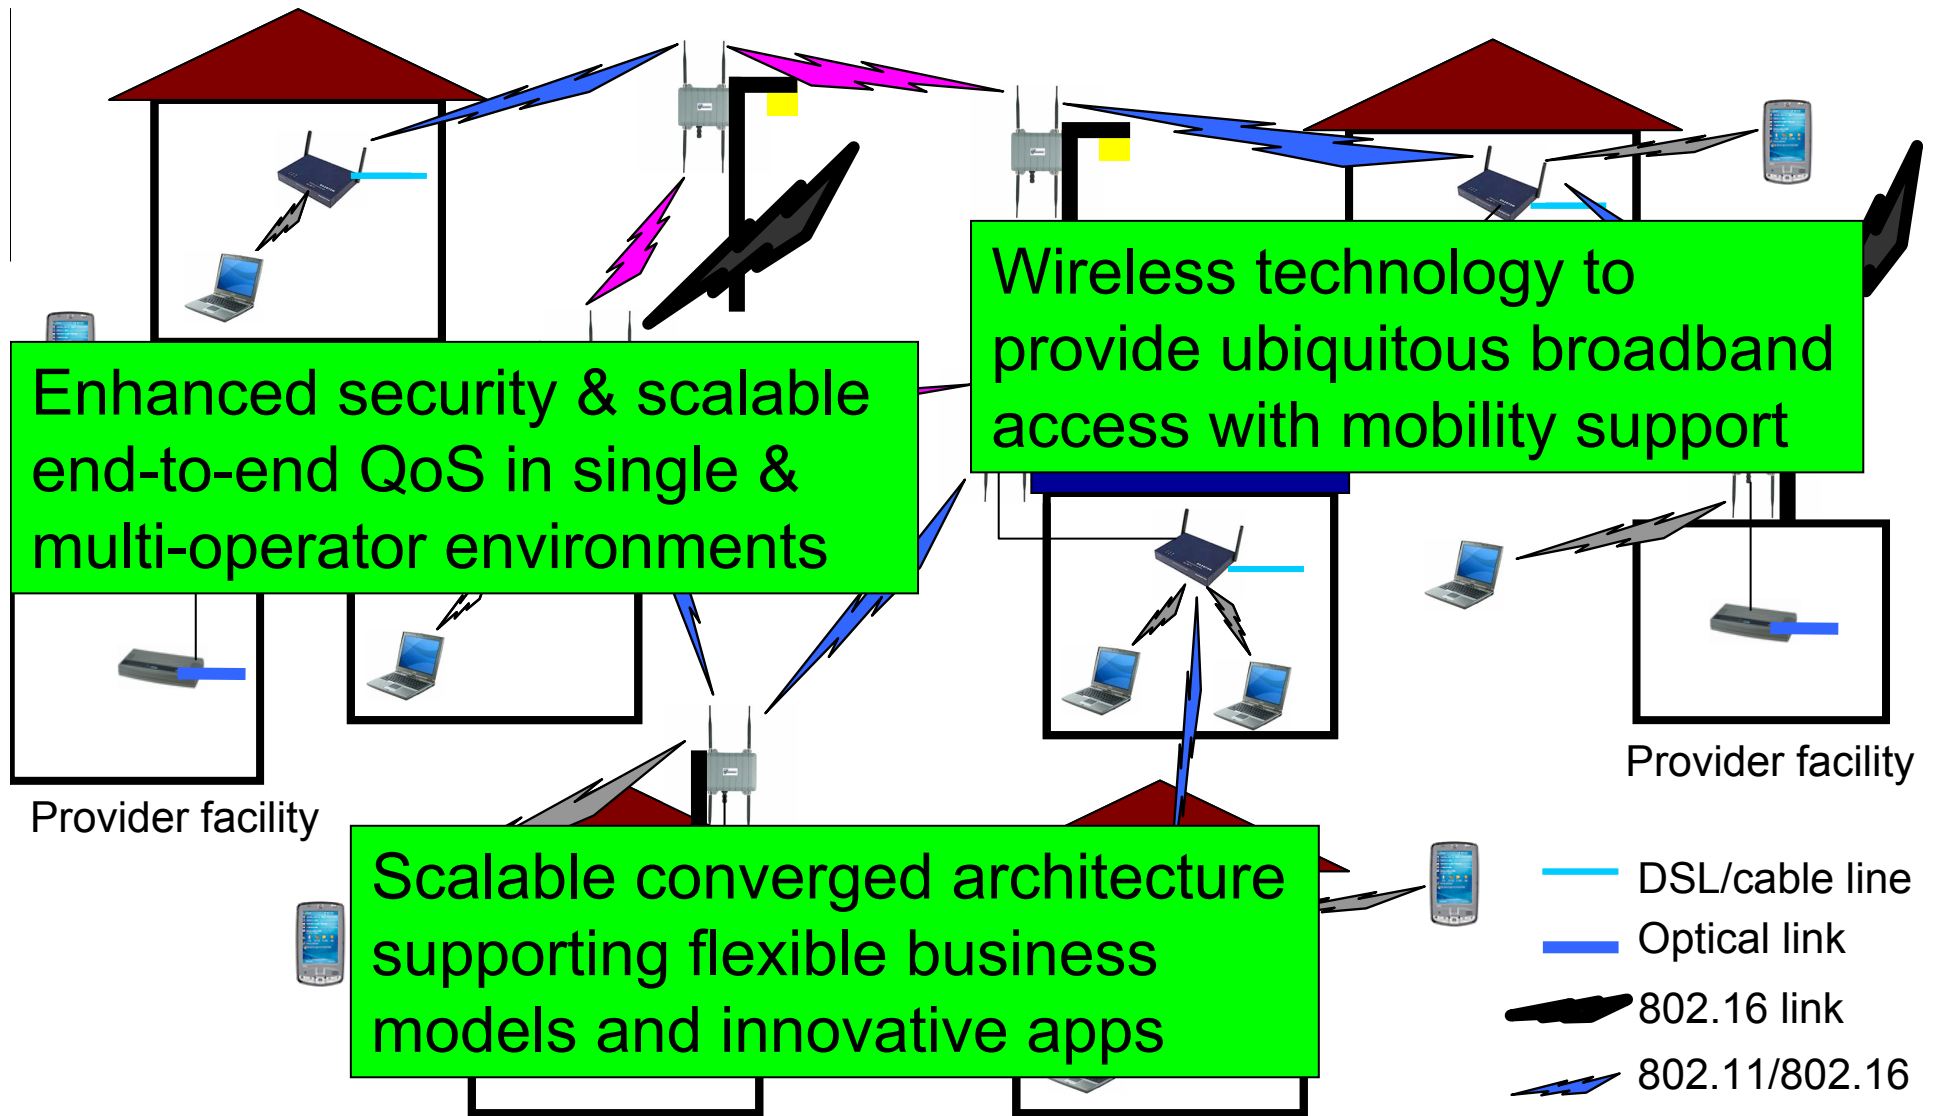 Wireless technology to
provide ubiquitous broadband
access with mobility support
Enhanced security & scalable
end-to-end QoS in single &
multi-operator environments
Provider facility
Provider facility
Scalable converged architecture
supporting flexible business
models and innovative apps
DSL/cable line
Optical link
802.16 link
802.11/802.16